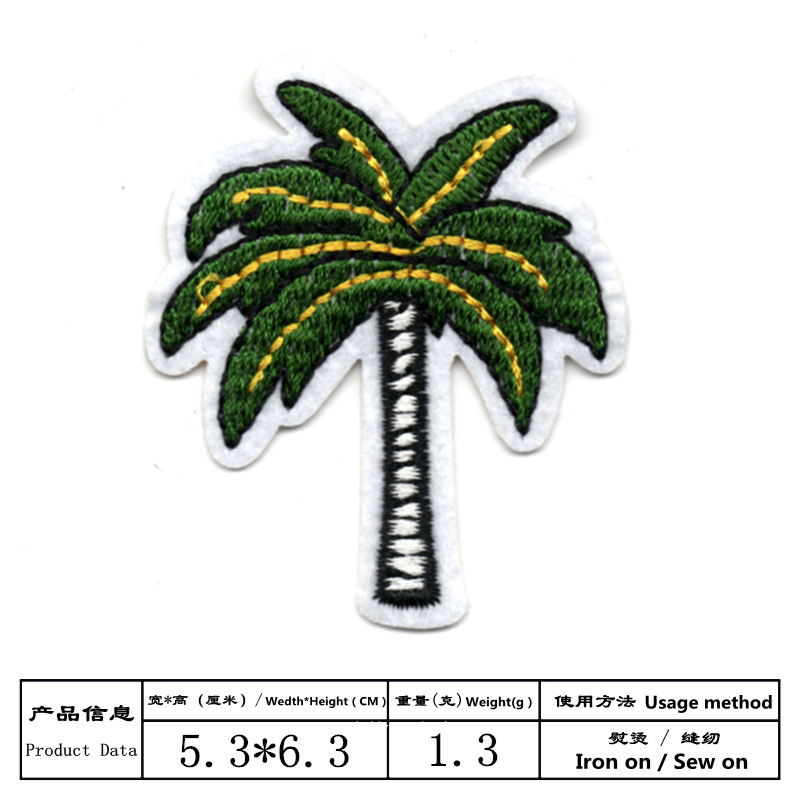 产品信息
Product Data
宽*高（厘米）/ Wedth*Height ( CM )
5.3*6.3
重量(克) Weight(g)
1.3
使用方法 Usage method
熨烫 / 缝纫
Iron on / Sew on